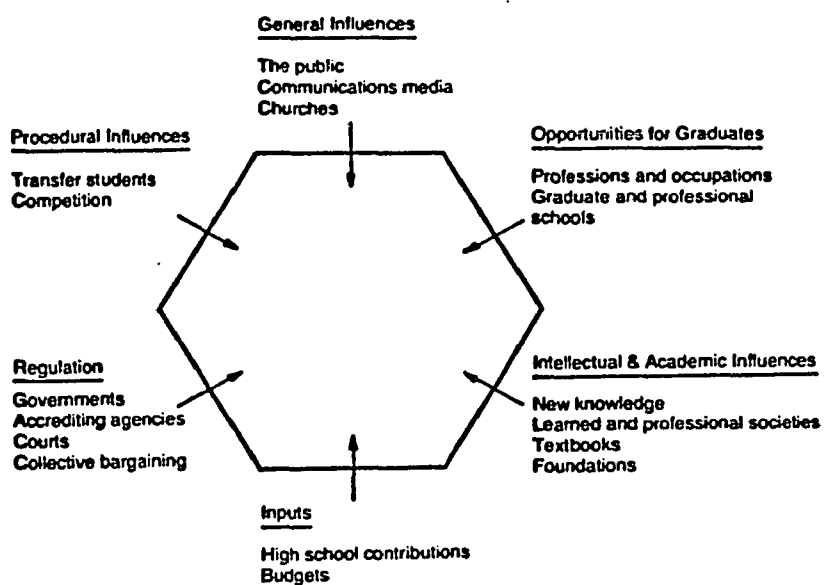 General Influences
The public
Communications media
Churches
Procedural Influences
Transfer students
Competition
Opportunities for Graduates
Professions and occupations
Graduate and professional
schools
Regulation
Governments
Accrediting agencies
Courts
Collective bargaining
Intellectual & Academic Influences
New knowledge
Learned and professional societies
Textbooks
Foundations
Inputs
High school contributions
Budgets